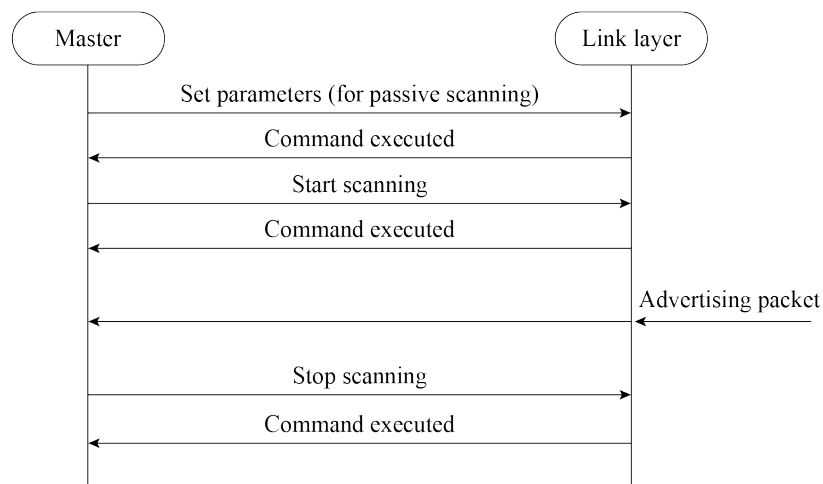 Master
Link layer
Set parameters (for passive scanning)
Command executed
Start scanning
Command executed
Advertising packet
Stop scanning
Command executed